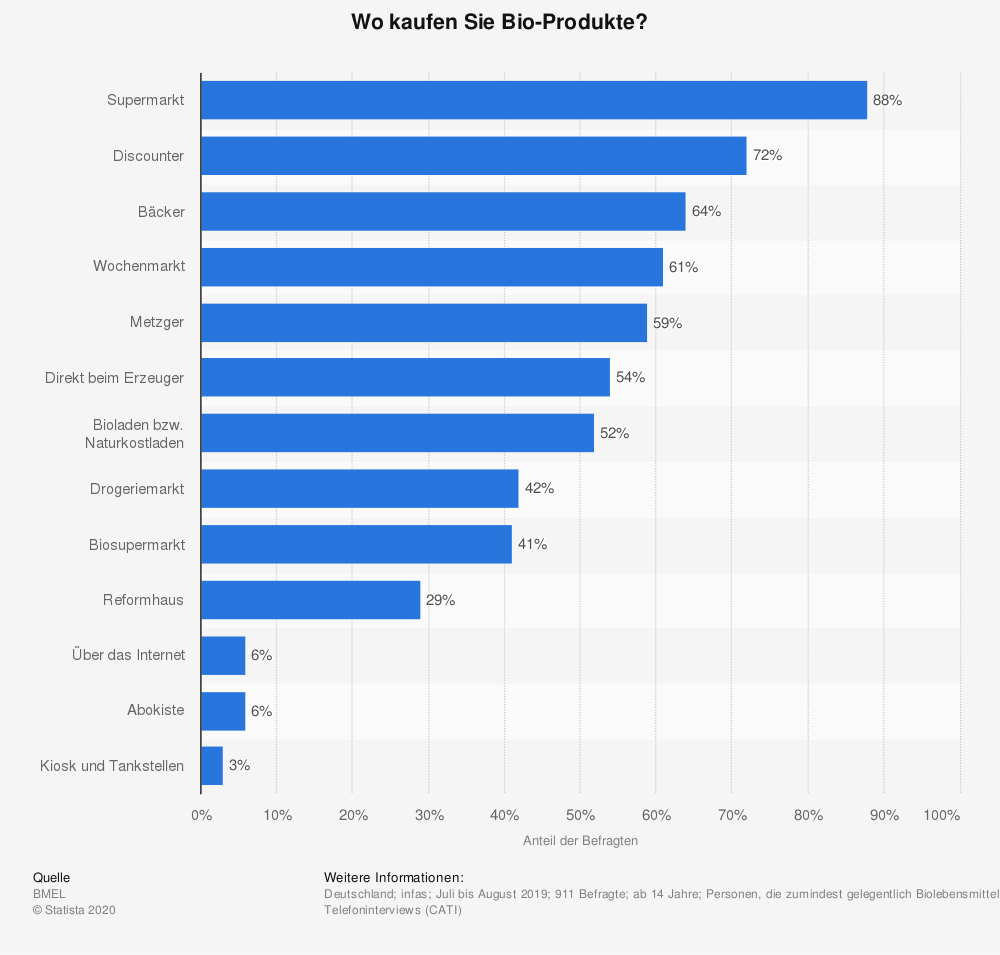 Wo kaufen Sie Bio-Produkte?
Supermarkt 88%
Discounter 72%
Bäcker 64%
Wochenmarkt 61%
Metzger 59%
Direkt beim Erzeuger 54%
Bioladen bzw.
Naturkostladen 52%
Drogeriemarkt 42%
Biosupermarkt 41%
Reformhaus 29%
Über das Internet 6%
Abokiste 6%
Kiosk und Tankstellen 3%
0% 10% 20% 30% 40% 50% 60% 70% 80% 90% 100%
Anteil der Befragten
Quelle
BMEL
© Statista 2020
Weitere Informationen:
Deutschland; infas; Juli bis August 2019; 911 Befragte; ab 14 Jahre; Personen, die zumindest gelegentlich Biolebensmittel
Telefoninterviews (CATI)